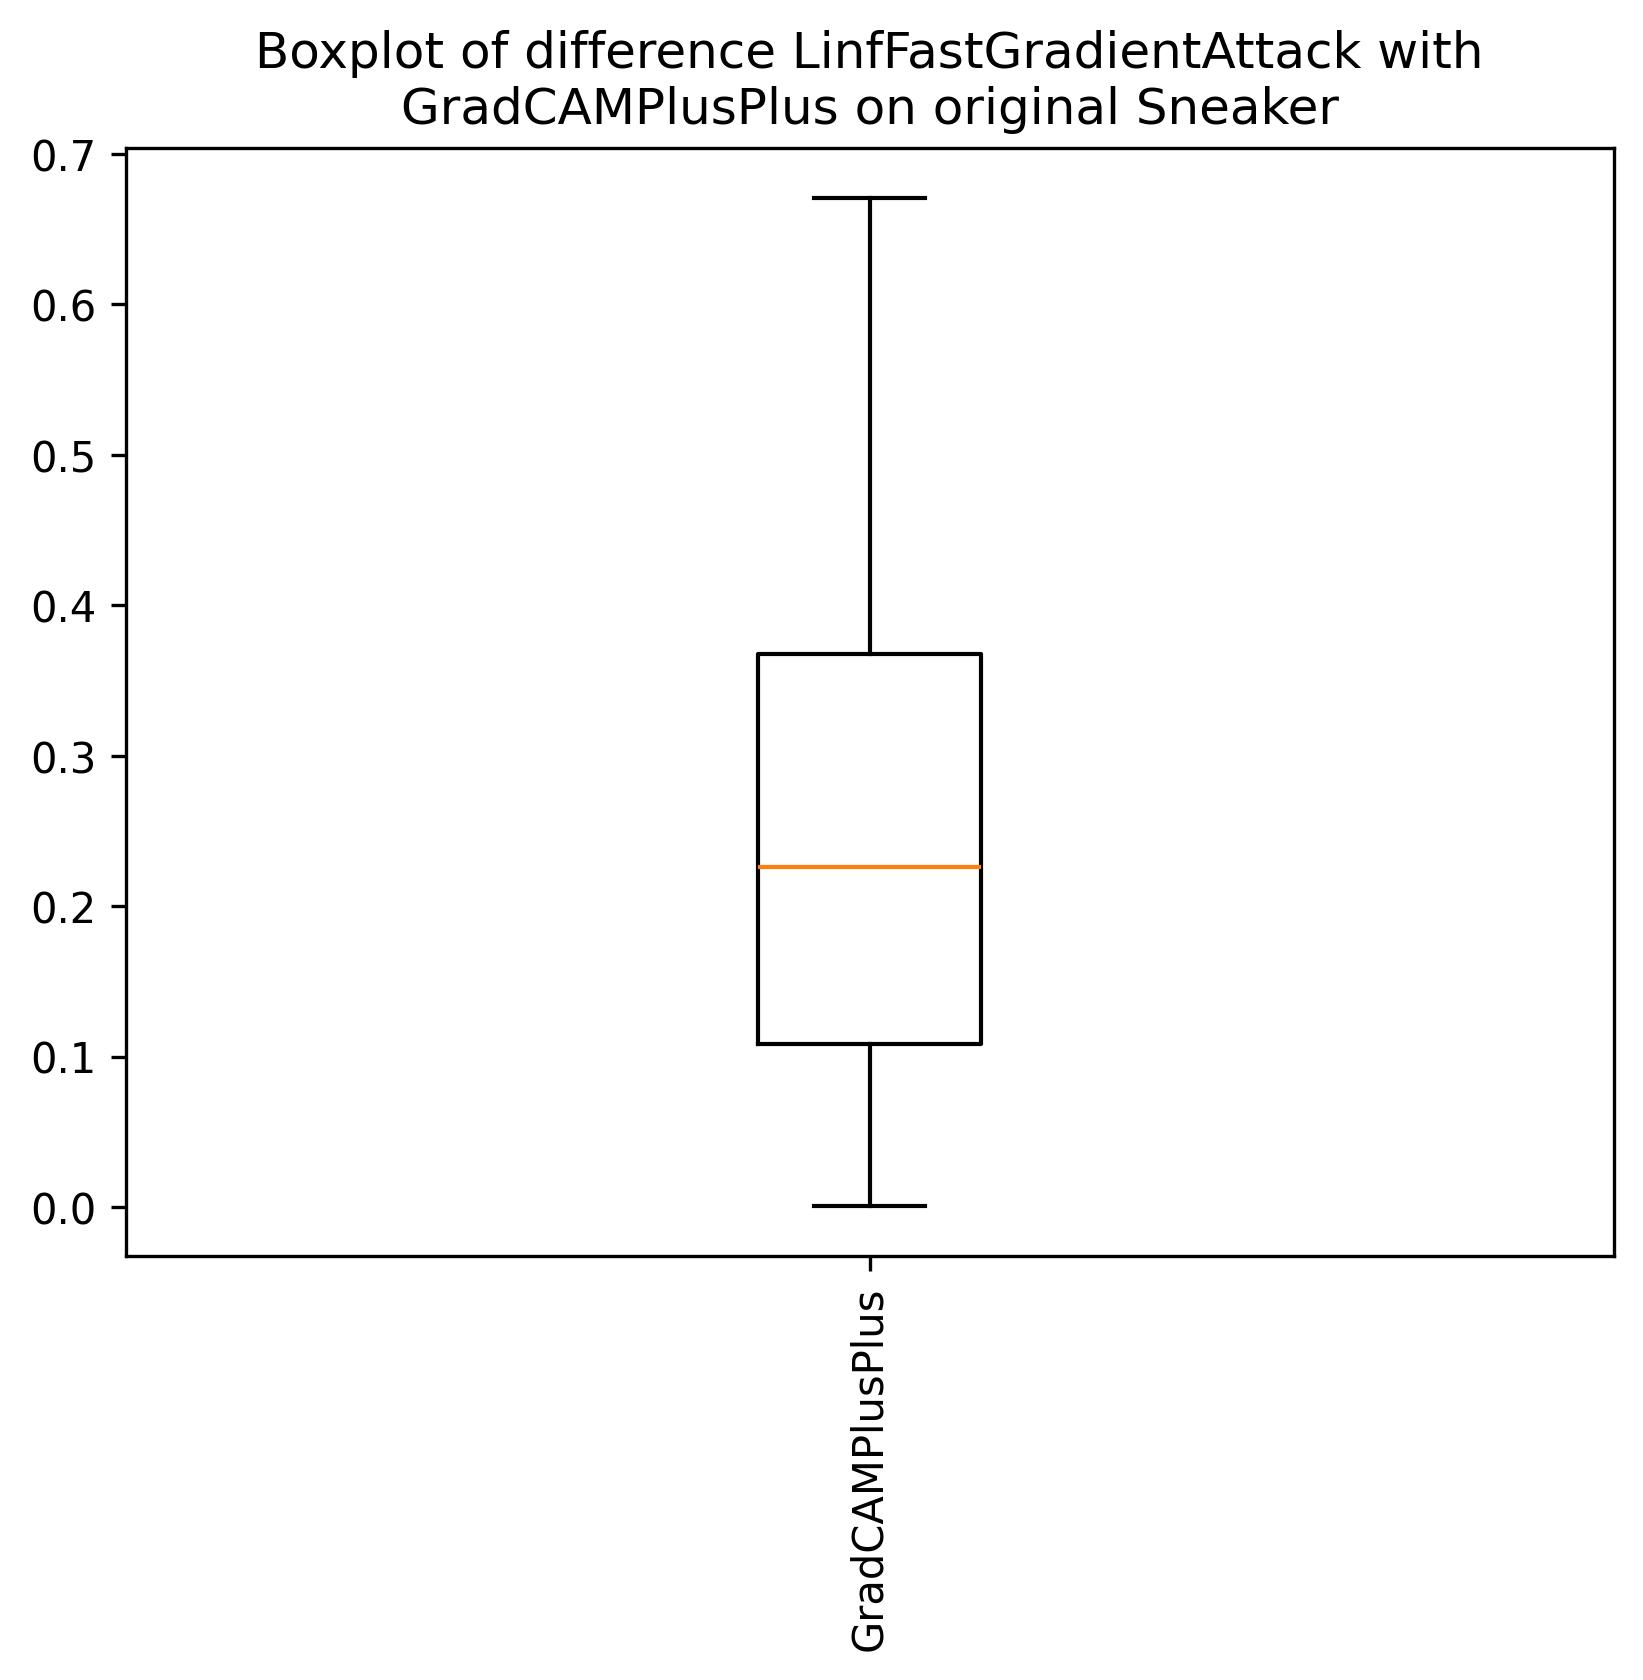 Boxplot of difference LinfFastGradientAttack with
GradCAMPlusPlus on original Sneaker
0.7
0.6
0.5
0.4
0.3
0.2
0.1
0.0
GradCAMPlusPlus